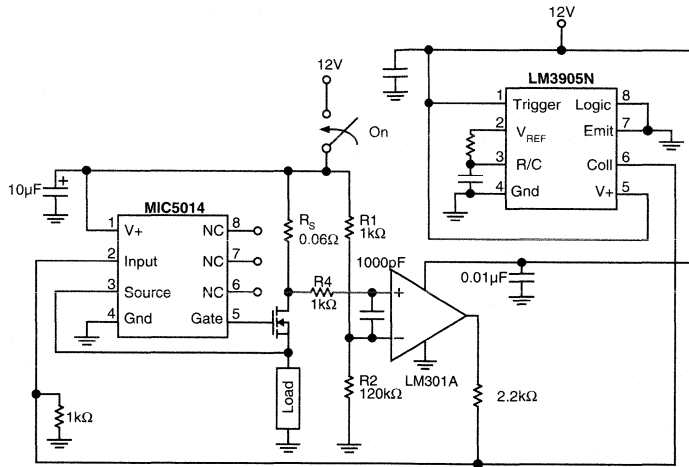 12V
LM3905N
1 Trigger Logic 8
2 VREF Emit 7
3 R/C Coll 6
4 Gnd V+ 5
12V
On
10µF +
MIC5014
1 V+ NC 8
2 Input NC 7
3 Source NC 6
4 Gnd Gate 5
RS
0.06Ω
R1
1kΩ
R4
1kΩ
1000pF
+
−
LM301A
0.01µF
R2
120kΩ
2.2kΩ
Load
1kΩ